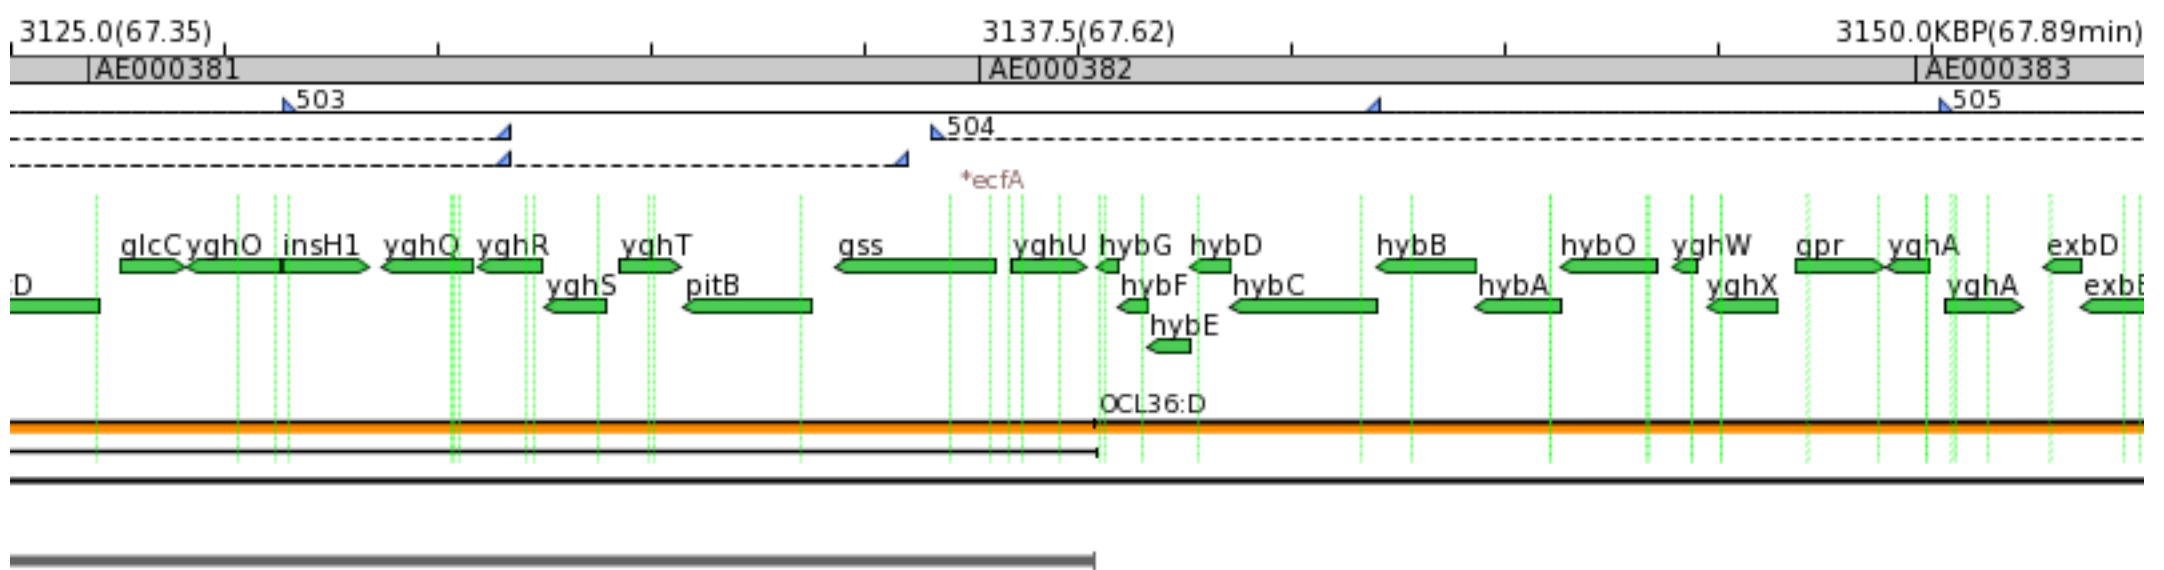 3125.0(67.35) 3137.5(67.62) 3150.0KBP(67.89min)
AE000381 AE000382 AE000383
503 505
504
*ecfA
glcC yghO insH1 yghQ yghR yghT gss yghU hybG hybD hybB hybO yghW gpr yqhA exbD
:D yghS pitB hybF hybC hybA yghX yghA exbB
hybE
OCL36:D